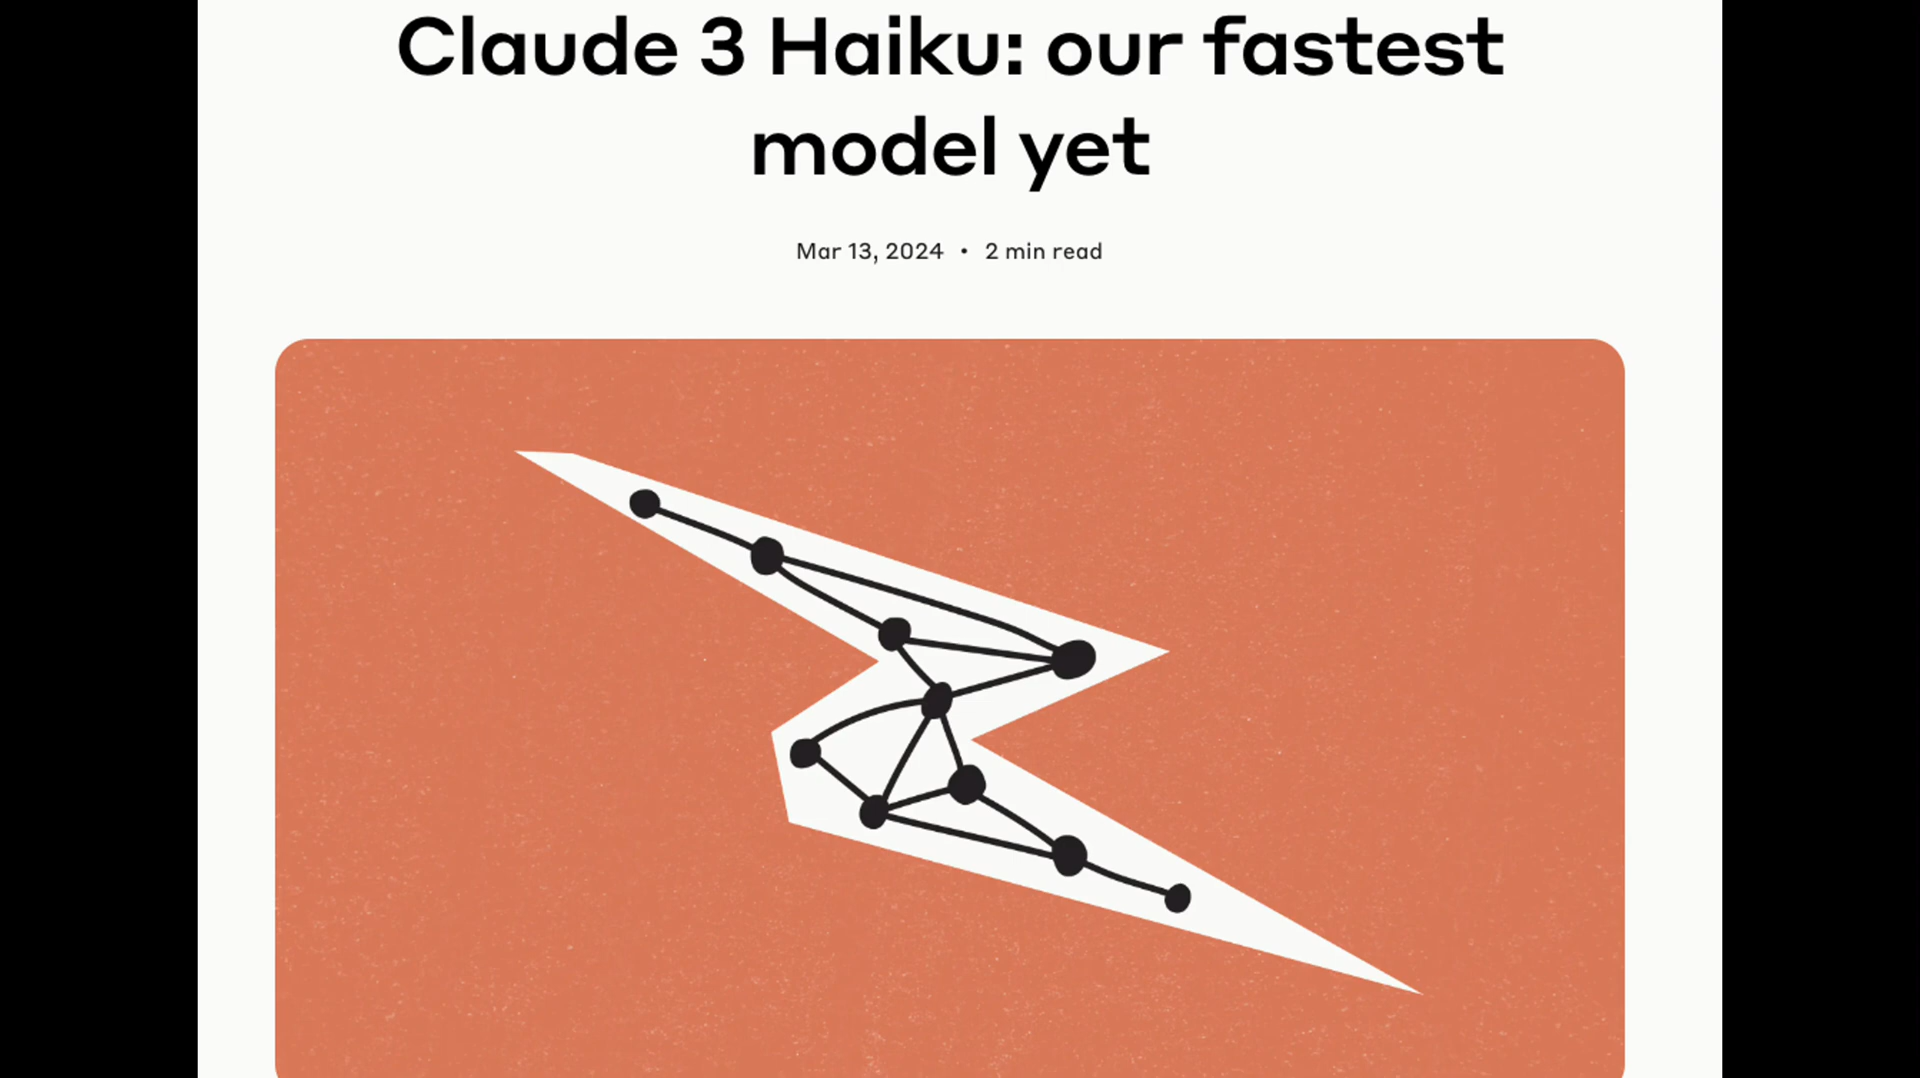 Claude 3 Haiku: our fastest
model yet
Mar 13, 2024 • 2 min read